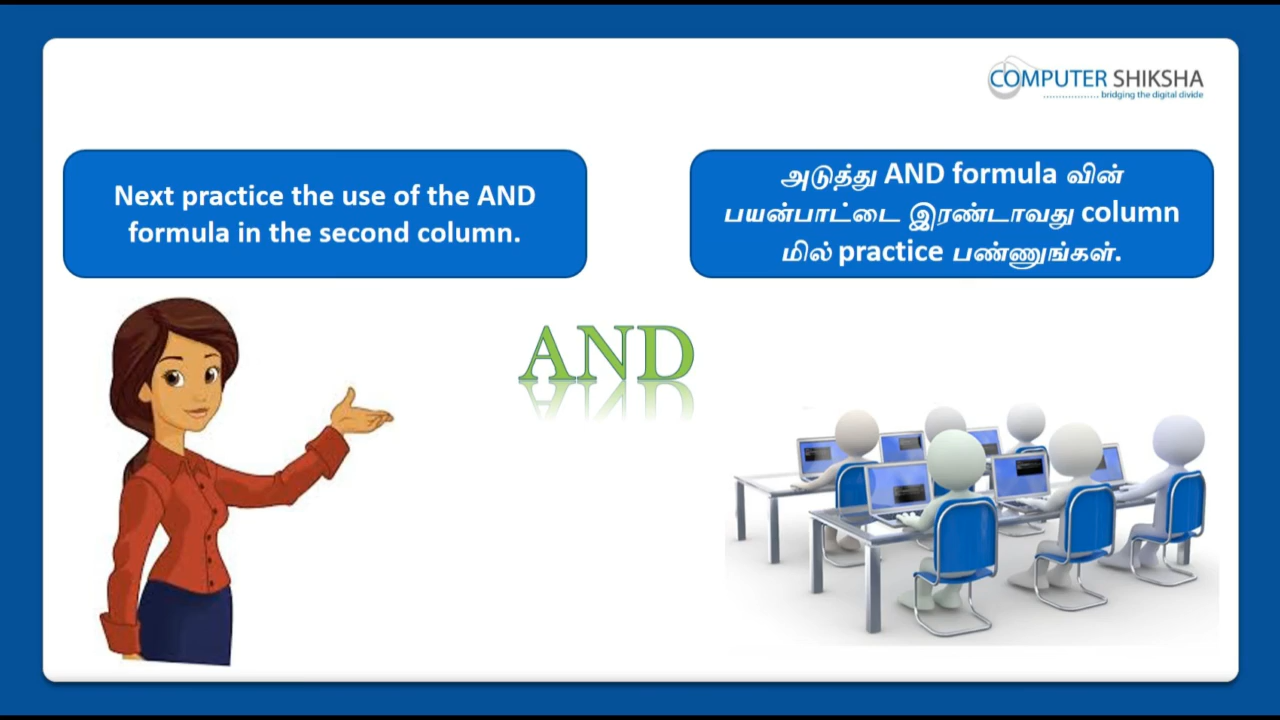 COMPUTER SHIKSHA
bridging the digital divide
Next practice the use of the AND
formula in the second column.
அடுத்து AND formula வின்
பயன்பாட்டை இரண்டாவது column
மில் practice பண்ணுங்கள்.
AND